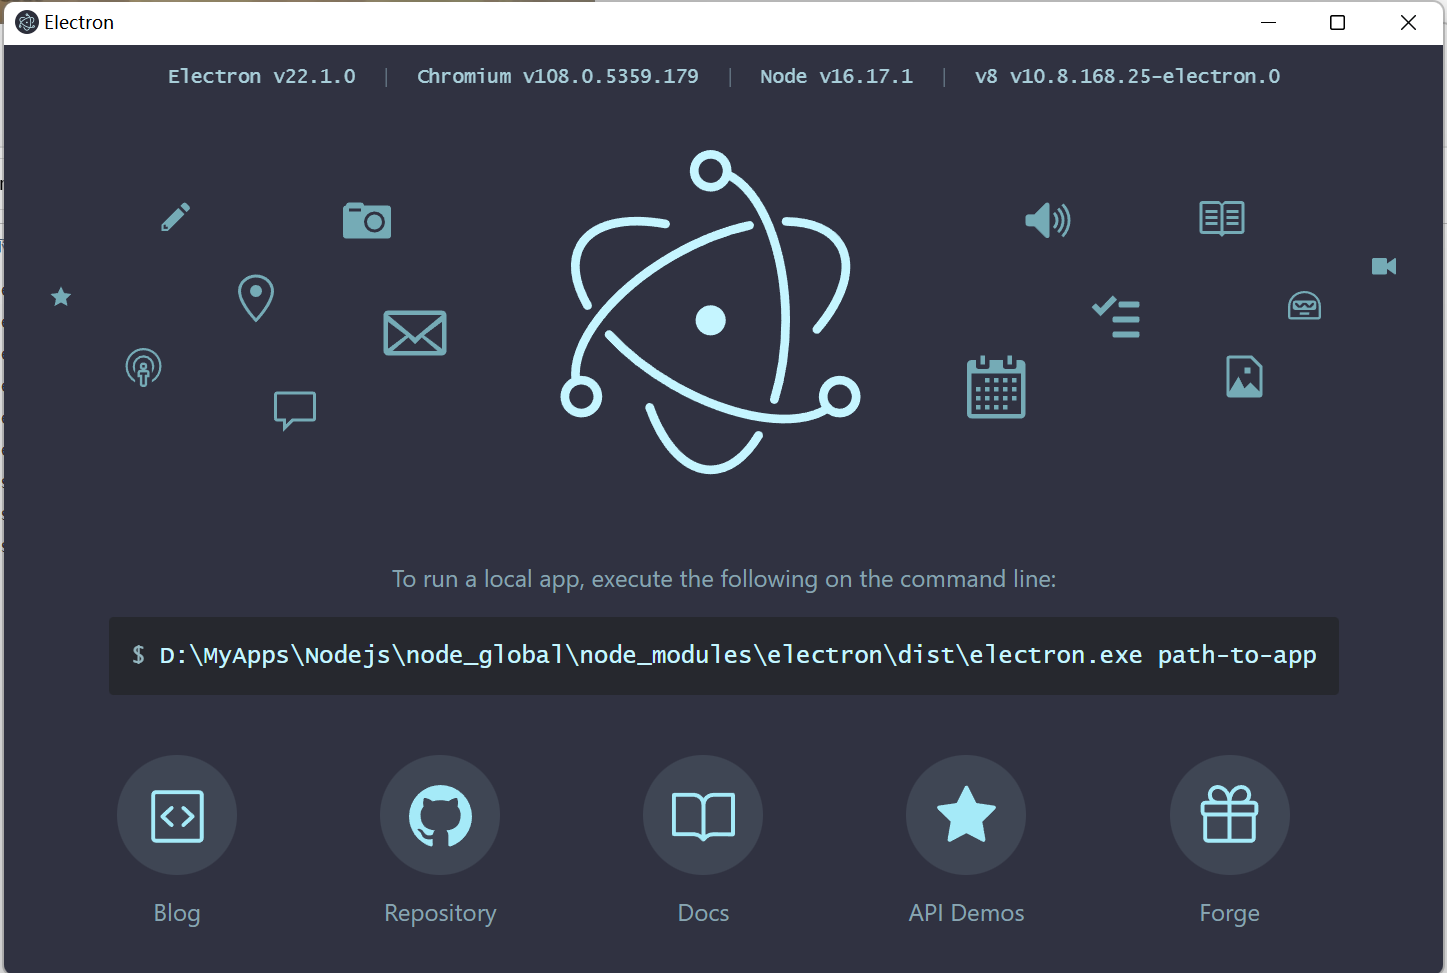 Electron
Electron v22.1.0 | Chromium v108.0.5359.179 | Node v16.17.1 | v8 v10.8.168.25-electron.0
To run a local app, execute the following on the command line:
$ D:\MyApps\Nodejs\node_global\node_modules\electron\dist\electron.exe path-to-app
Blog
Repository
Docs
API Demos
Forge